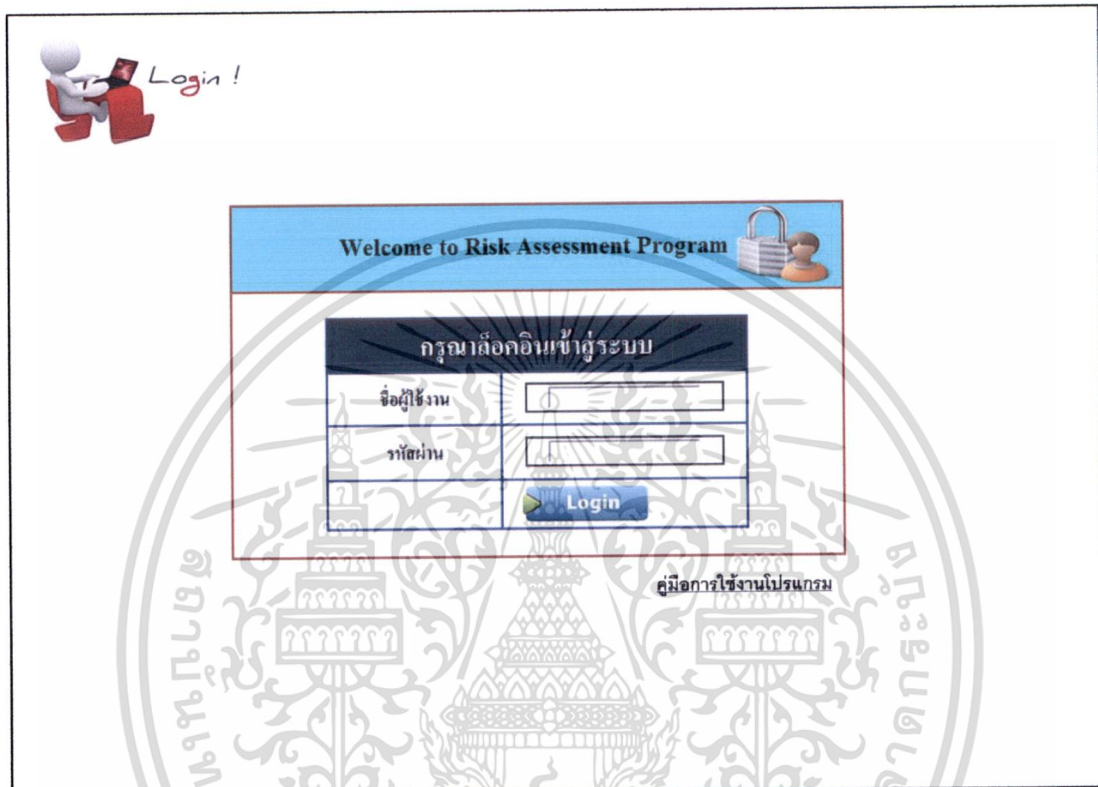 Login !
Welcome to Risk Assessment Program
กรุณาล็อคอินเข้าสู่ระบบ
ชื่อผู้ใช้งาน
รหัสผ่าน
Login
คู่มือการใช้งานโปรแกรม